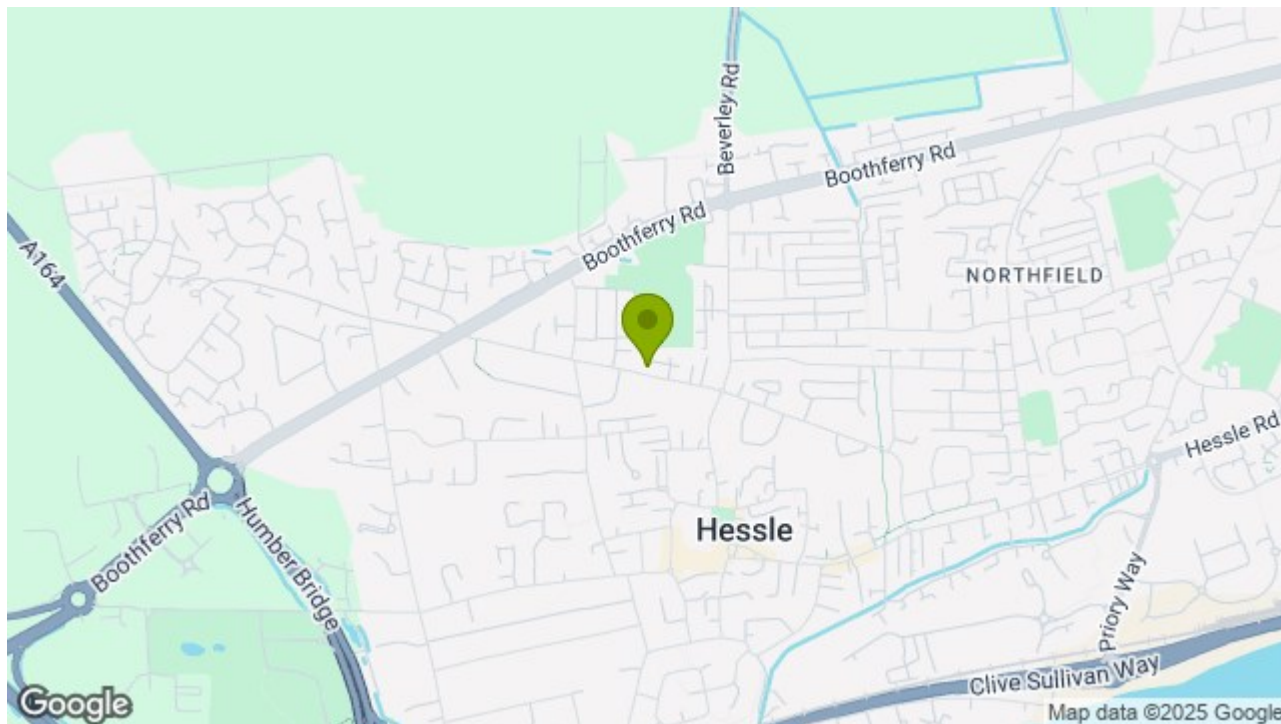 Beverley Rd
Boothferry Rd
Boothferry Rd
A164
NORTHFIELD
Hessle Rd
Hessle
Boothferry Rd
Humber Bridge
Priory Way
Clive Sullivan Way
Google
Map data ©2025 Google